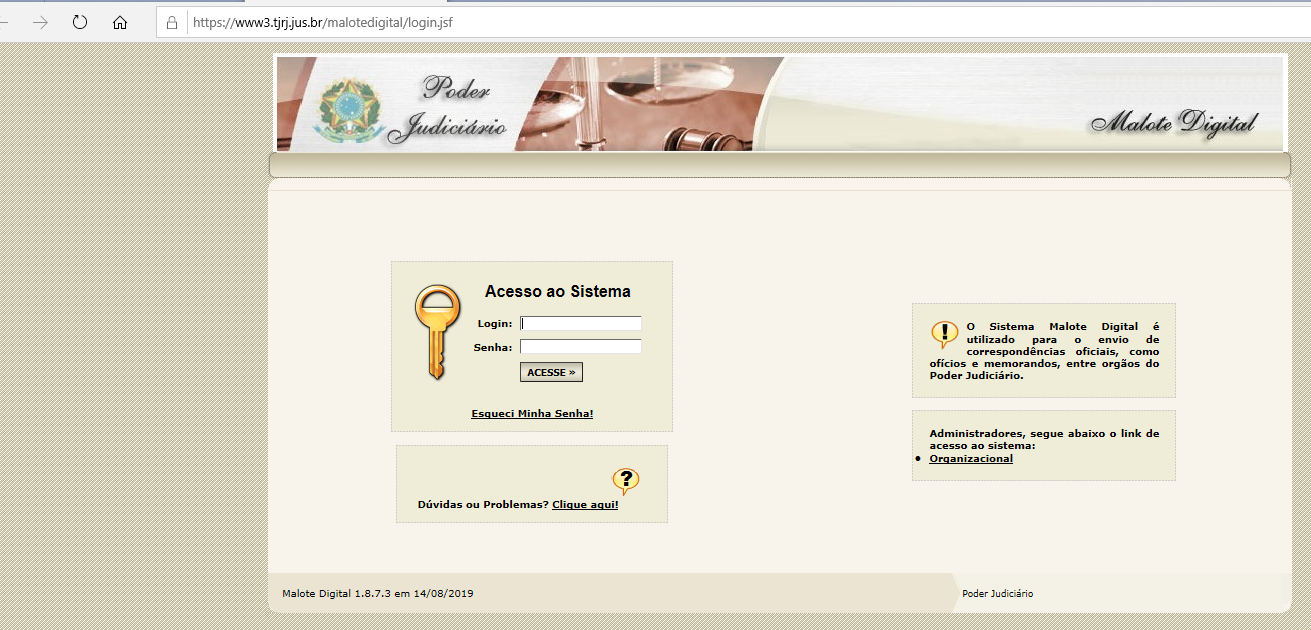 https://www3.tjrj.jus.br/malotedigital/login.jsf
Poder
Judiciário
Malote Digital
Acesso ao Sistema
Login:
Senha:
ACESSE »
Esqueci Minha Senha!
?
Dúvidas ou Problemas? Clique aqui!
! O Sistema Malote Digital é
utilizado para o envio de
correspondências oficiais, como
ofícios e memorandos, entre orgãos do
Poder Judiciário.
Administradores, segue abaixo o link de
acesso ao sistema:
• Organizacional
Malote Digital 1.8.7.3 em 14/08/2019
Poder Judiciário